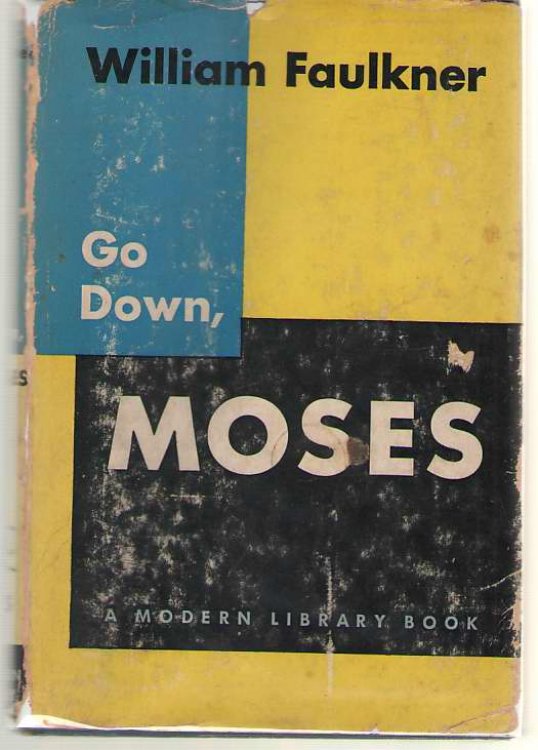 William Faulkner
Go
Down,
MOSES
A MODERN LIBRARY BOOK